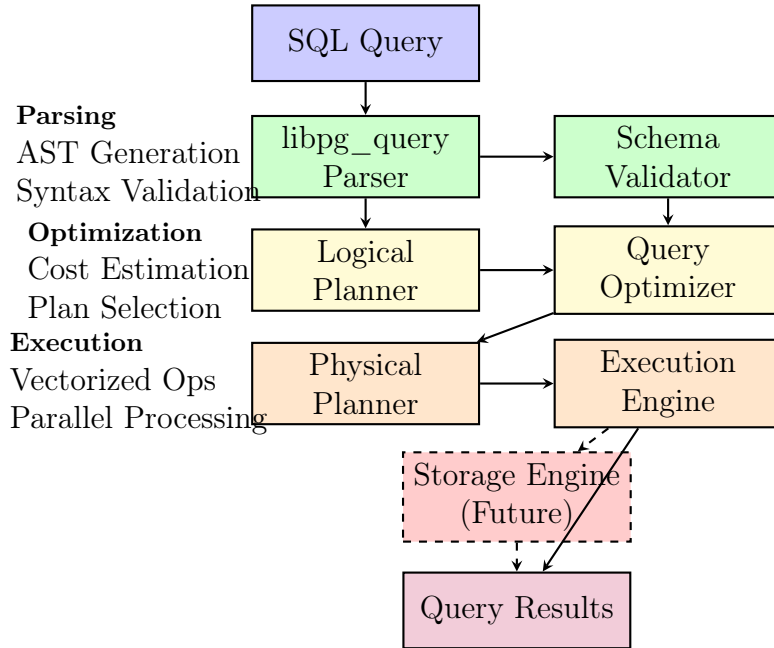 SQL Query
Parsing
AST Generation
Syntax Validation
libpg_query
Parser
Schema
Validator
Optimization
Cost Estimation
Plan Selection
Logical
Planner
Query
Optimizer
Execution
Vectorized Ops
Parallel Processing
Physical
Planner
Execution
Engine
Storage Engine
(Future)
Query Results